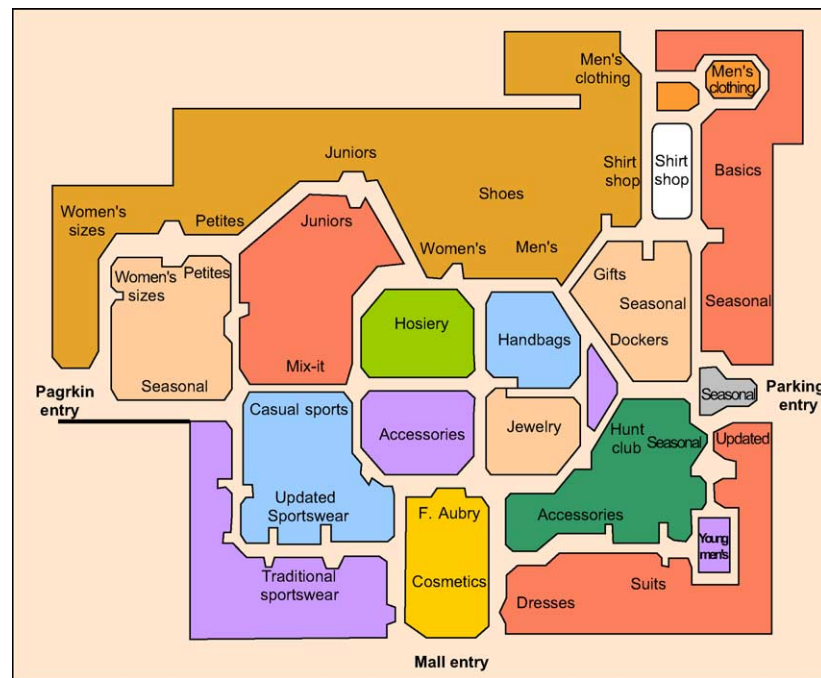 Men's
clothing
Men's
clothing
Juniors
Shirt
shop
Shirt
shop
Basics
Shoes
Women's
sizes
Petites
Juniors
Women's
Men's
Women's
sizes
Petites
Gifts
Seasonal
Seasonal
Hosiery
Handbags
Dockers
Mix-it
Seasonal
Pagrkin
entry
Seasonal
Parking
entry
Casual sports
Accessories
Jewelry
Hunt
club
Seasonal
Updated
Updated
Sportswear
F. Aubry
Accessories
Young
men's
Traditional
sportswear
Cosmetics
Suits
Dresses
Mall entry